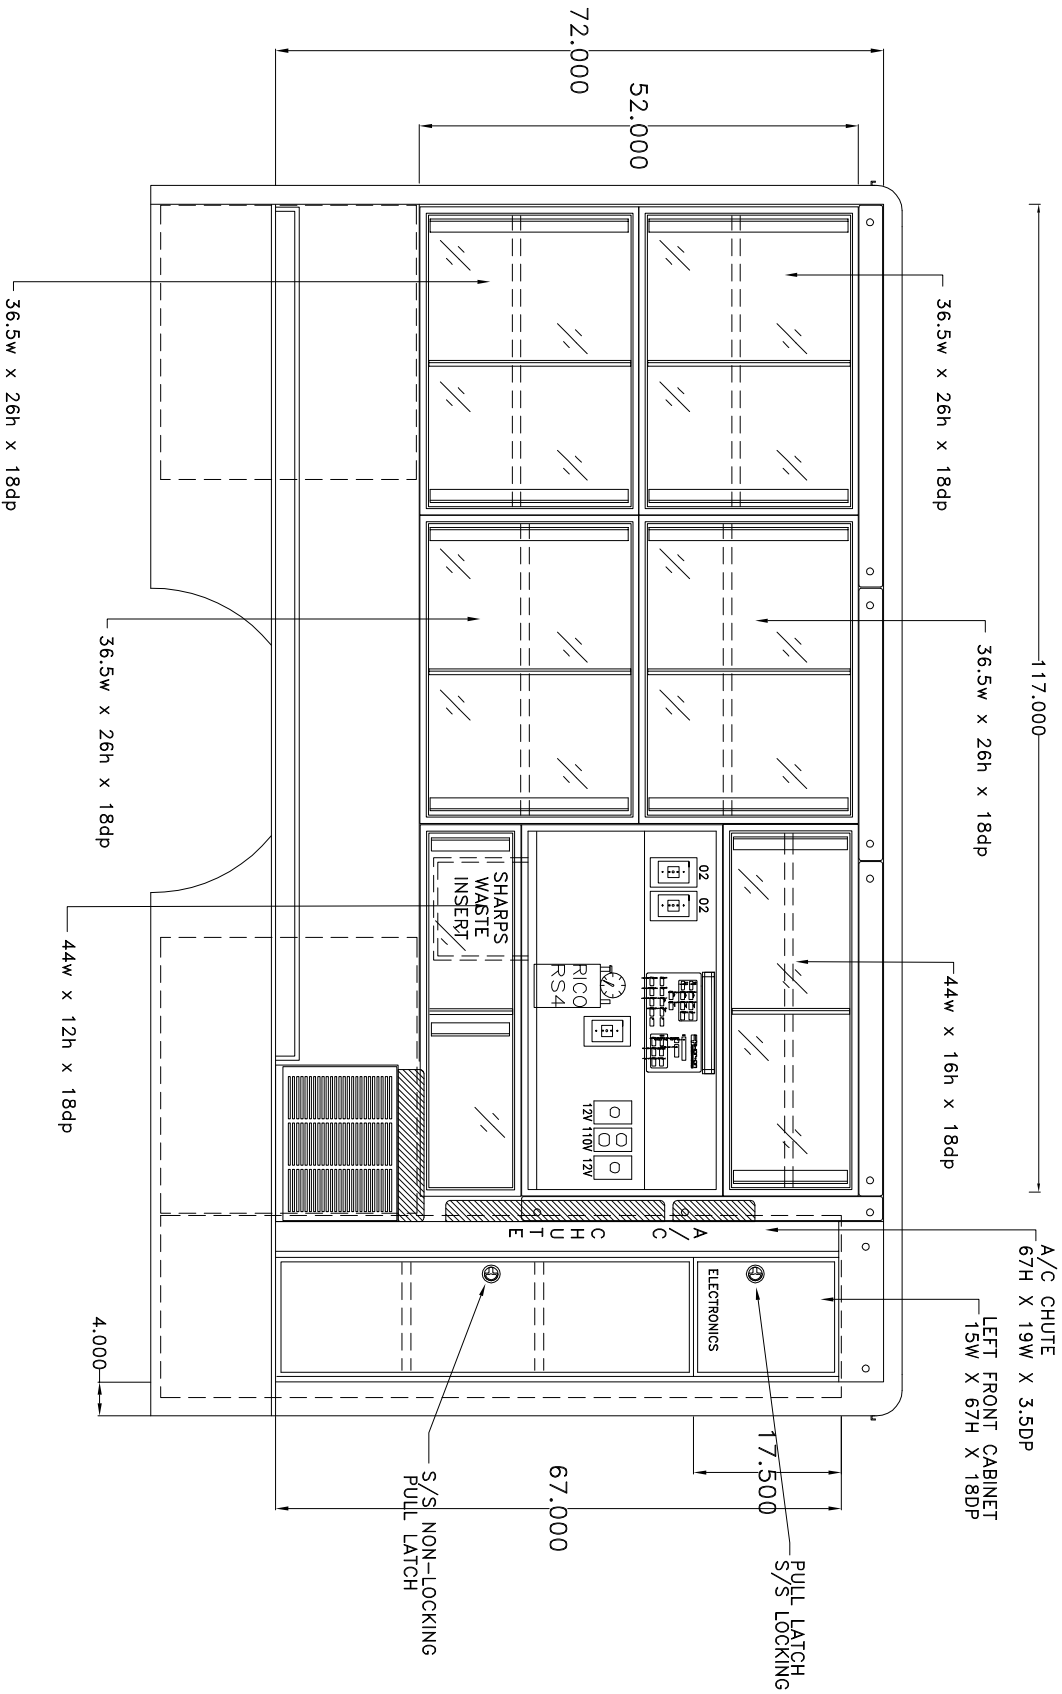 117.000
36.5w x 26h x 18dp
36.5w x 26h x 18dp
44w x 16h x 18dp
A/C CHUTE
67H X 19W X 3.5DP
LEFT FRONT CABINET
15W X 67H X 18DP
72.000
52.000
O2
O2
RICO
RS4
12V
110V
12V
SHARPS
WASTE
INSERT
A/C CHUTE
ELECTRONICS
17.500
67.000
PULL LATCH
S/S LOCKING
S/S NON-LOCKING
PULL LATCH
36.5w x 26h x 18dp
36.5w x 26h x 18dp
44w x 12h x 18dp
4.000